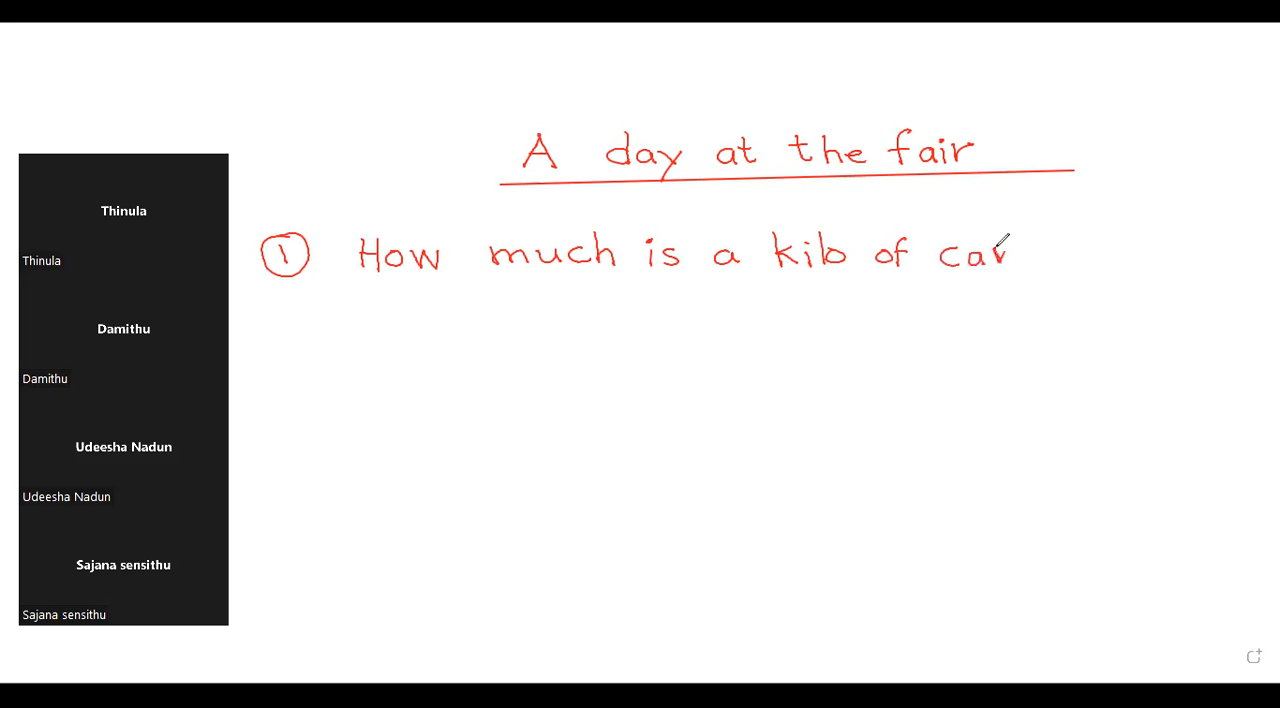 A day at the fair
Thinula
Thinula
① How much is a kilo of car
Damithu
Damithu
Udeesha Nadun
Udeesha Nadun
Sajana sensithu
Sajana sensithu